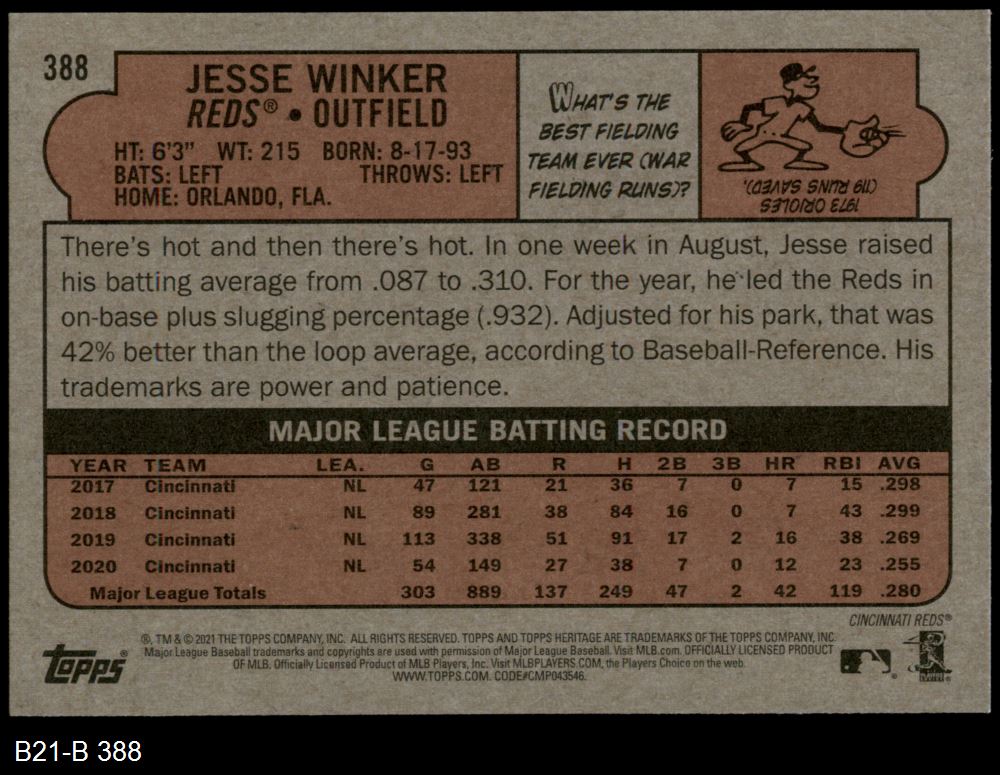 388
JESSE WINKER
REDS® • OUTFIELD
HT: 6'3" WT: 215 BORN: 8-17-93
BATS: LEFT THROWS: LEFT
HOME: ORLANDO, FLA.
WHAT'S THE
BEST FIELDING
TEAM EVER (WAR
FIELDING RUNS)?
1973 ORIOLES
(119 RUNS SAVED).
There's hot and then there's hot. In one week in August, Jesse raised
his batting average from .087 to .310. For the year, he led the Reds in
on-base plus slugging percentage (.932). Adjusted for his park, that was
42% better than the loop average, according to Baseball-Reference. His
trademarks are power and patience.
MAJOR LEAGUE BATTING RECORD
YEAR TEAM LEA. G AB R H 2B 3B HR RBI AVG
2017 Cincinnati NL 47 121 21 36 7 0 7 15 .298
2018 Cincinnati NL 89 281 38 84 16 0 7 43 .299
2019 Cincinnati NL 113 338 51 91 17 2 16 38 .269
2020 Cincinnati NL 54 149 27 38 7 0 12 23 .255
Major League Totals 303 889 137 249 47 2 42 119 .280
CINCINNATI REDS®
topps®
®, TM & © 2021 THE TOPPS COMPANY, INC. ALL RIGHTS RESERVED. TOPPS AND TOPPS HERITAGE ARE TRADEMARKS OF THE TOPPS COMPANY, INC.
Major League Baseball trademarks and copyrights are used with permission of Major League Baseball. Visit MLB.com. OFFICIALLY LICENSED PRODUCT
OF MLB. Officially Licensed Product of MLB Players, Inc. Visit MLBPLAYERS.COM, the Players Choice on the web.
WWW.TOPPS.COM. CODE#CMP043546.
B21-B 388